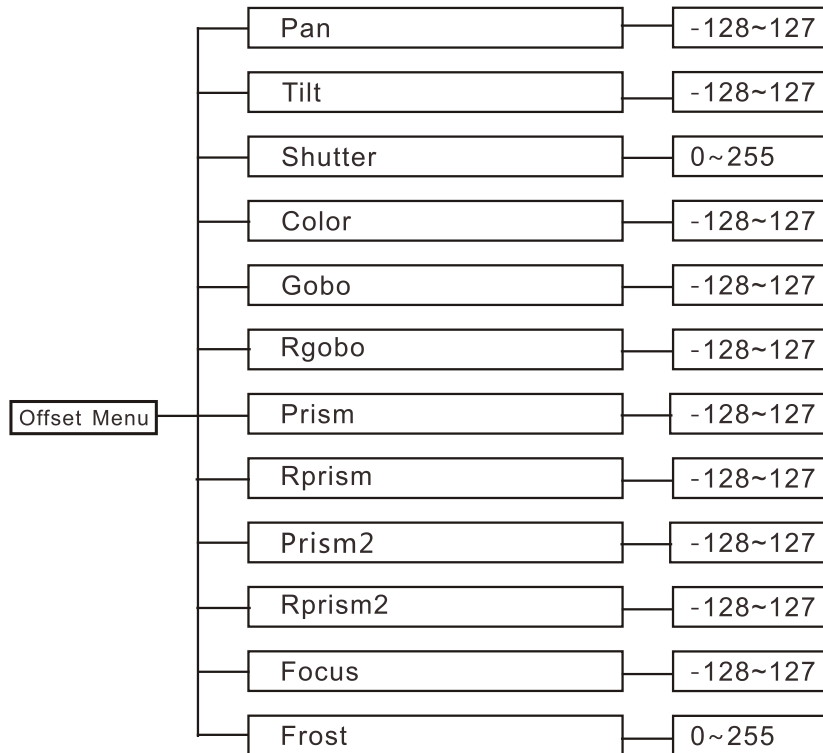 Pan -128~127
Tilt -128~127
Shutter 0~255
Color -128~127
Gobo -128~127
Rgobo -128~127
Offset Menu Prism -128~127
Rprism -128~127
Prism2 -128~127
Rprism2 -128~127
Focus -128~127
Frost 0~255